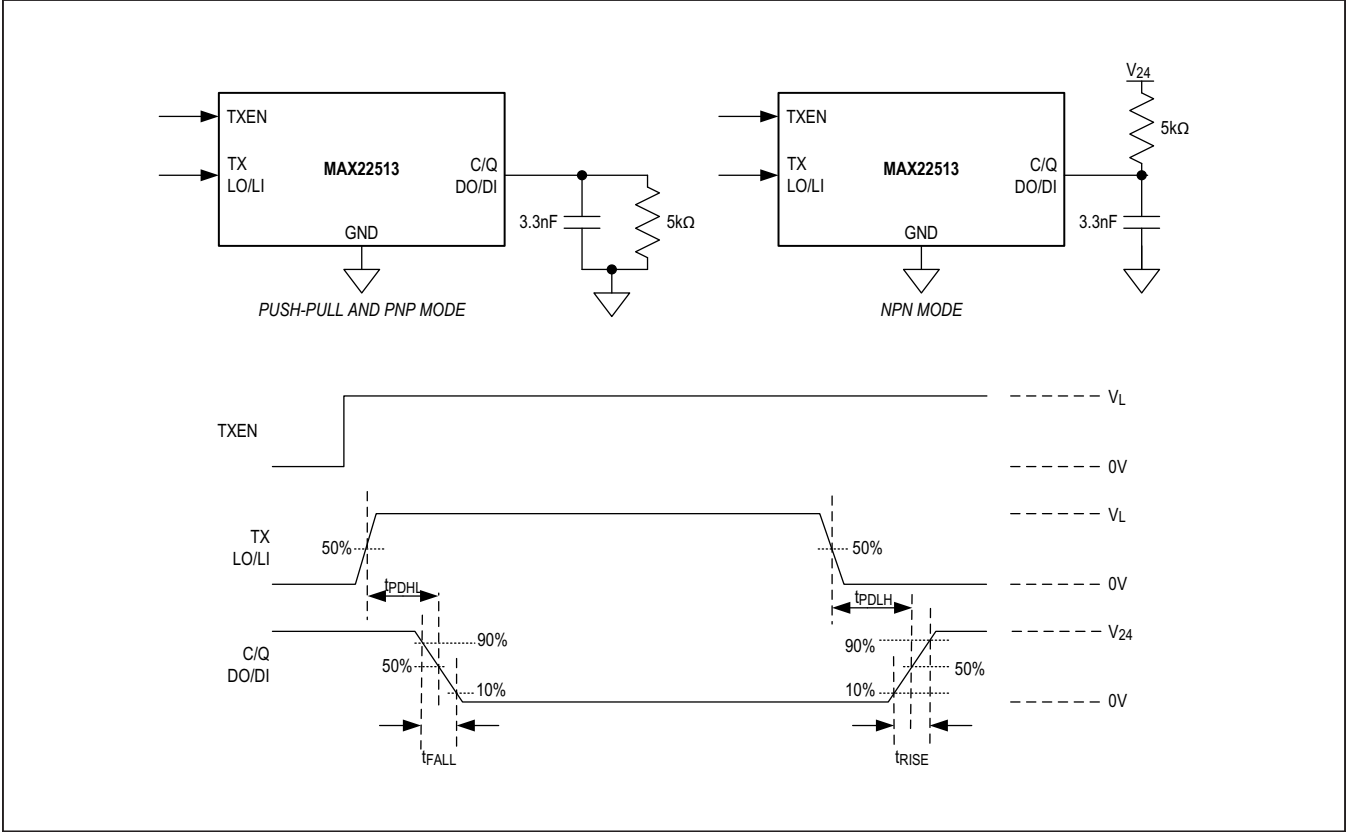 TXEN
TX
LO/LI
MAX22513
C/Q
DO/DI
GND
3.3nF
5kΩ
PUSH-PULL AND PNP MODE
V24
5kΩ
TXEN
TX
LO/LI
MAX22513
C/Q
DO/DI
GND
3.3nF
NPN MODE
TXEN
VL
0V
TX
LO/LI
50%
50%
VL
0V
tPDHL
tPDLH
C/Q
DO/DI
90%
50%
10%
90%
50%
10%
V24
0V
tFALL
tRISE